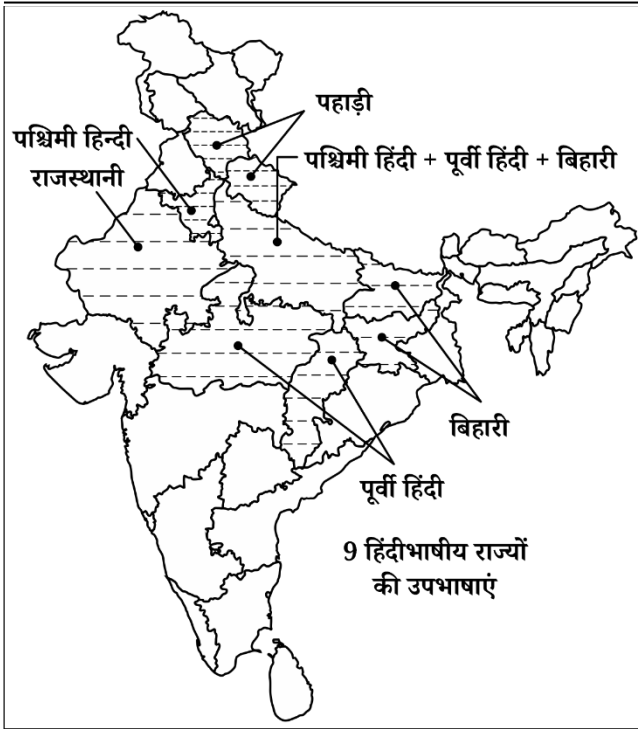 पहाड़ी
पश्चिमी हिन्दी
पश्चिमी हिंदी + पूर्वी हिंदी + बिहारी
राजस्थानी
बिहारी
पूर्वी हिंदी
9 हिंदीभाषीय राज्यों
की उपभाषाएं